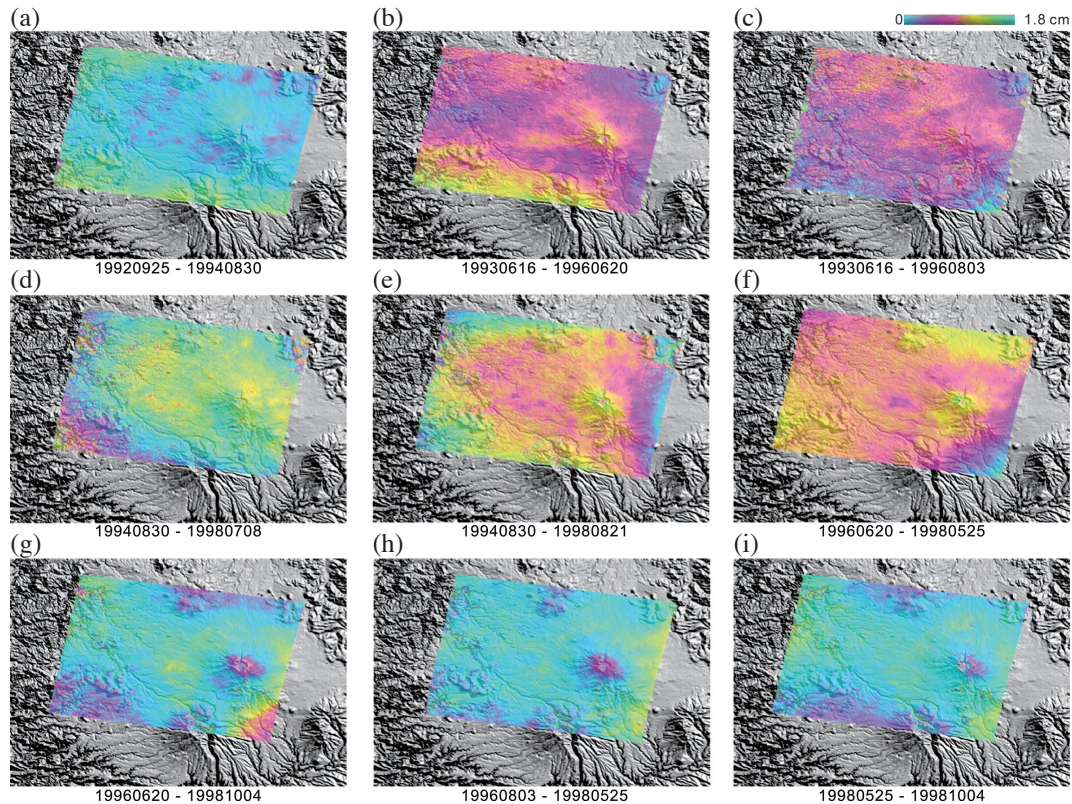 (a)
(b)
(c)
0 1.8 cm
19920925 - 19940830
19930616 - 19960620
19930616 - 19960803
(d)
(e)
(f)
19940830 - 19980708
19940830 - 19980821
19960620 - 19980525
(g)
(h)
(i)
19960620 - 19981004
19960803 - 19980525
19980525 - 19981004